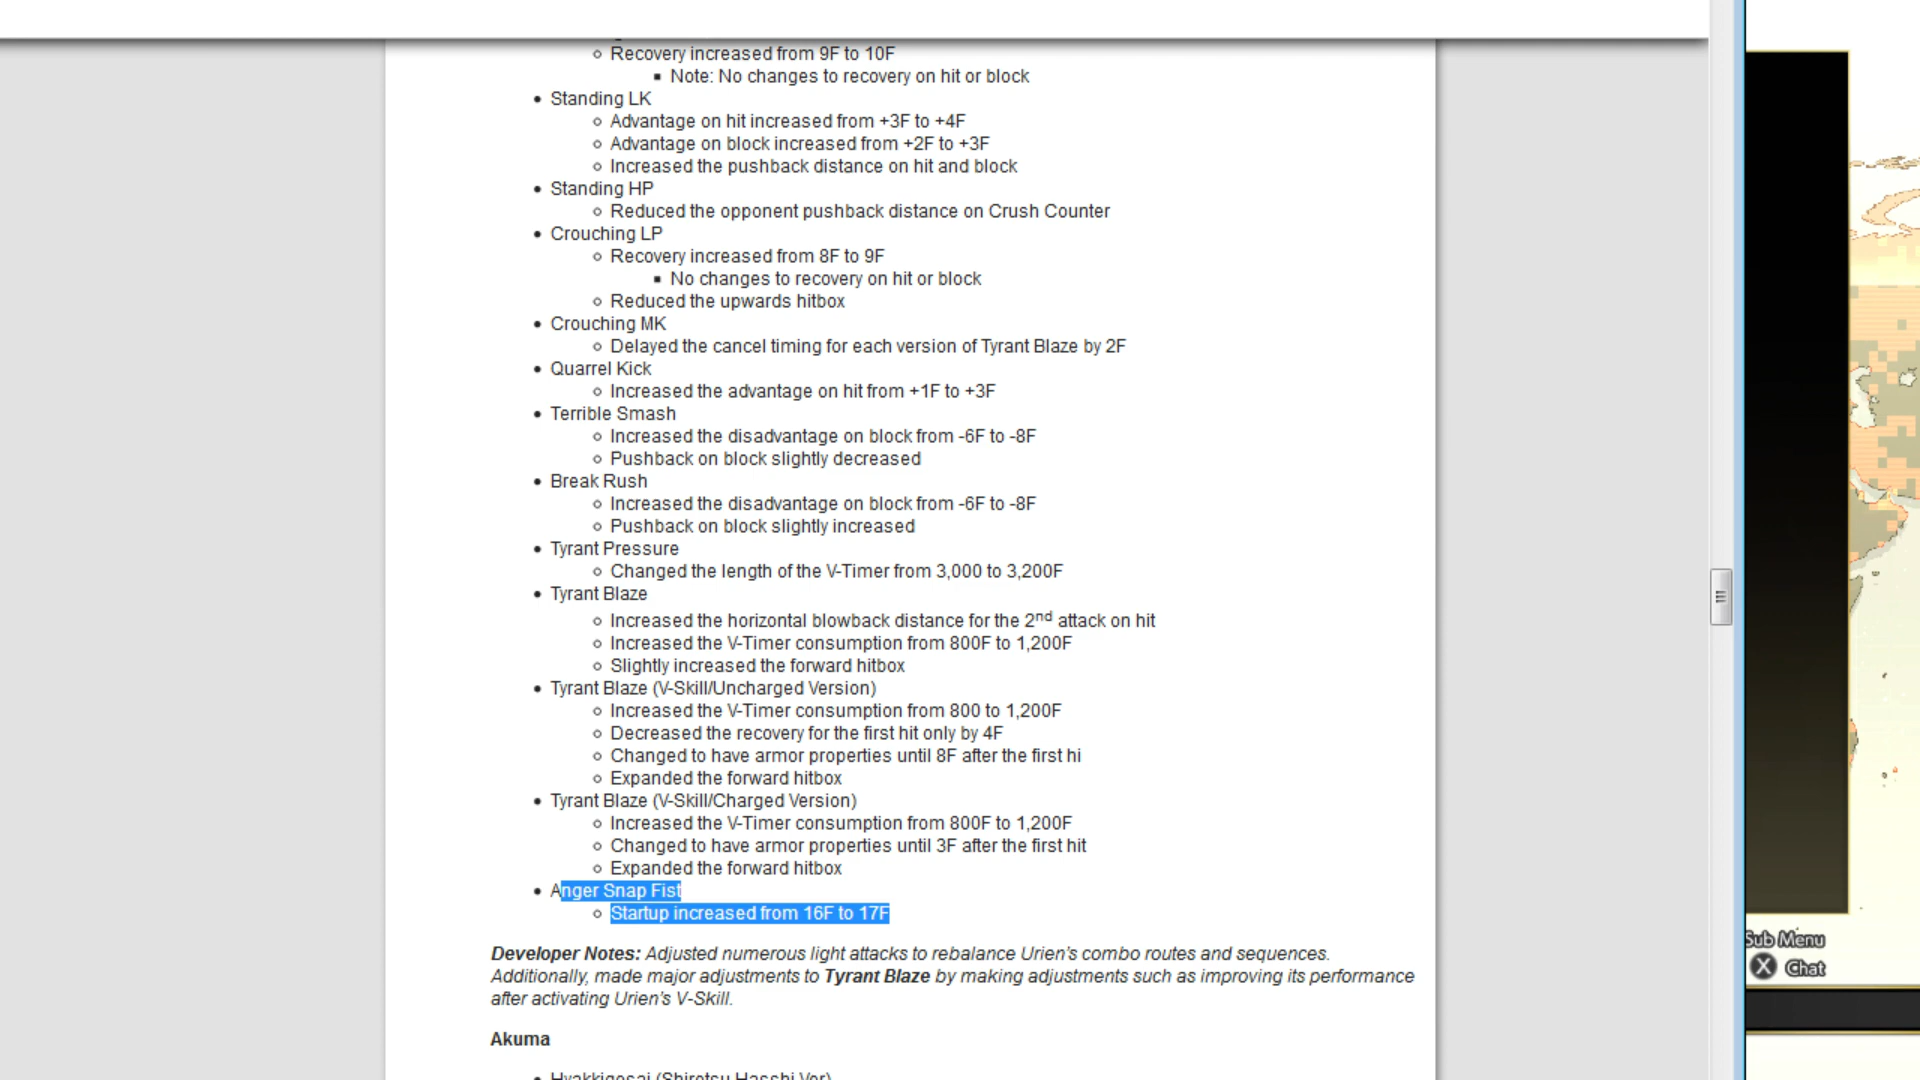 Recovery increased from 9F to 10F
Note: No changes to recovery on hit or block
Standing LK
Advantage on hit increased from +3F to +4F
Advantage on block increased from +2F to +3F
Increased the pushback distance on hit and block
Standing HP
Reduced the opponent pushback distance on Crush Counter
Crouching LP
Recovery increased from 8F to 9F
No changes to recovery on hit or block
Reduced the upwards hitbox
Crouching MK
Delayed the cancel timing for each version of Tyrant Blaze by 2F
Quarrel Kick
Increased the advantage on hit from +1F to +3F
Terrible Smash
Increased the disadvantage on block from -6F to -8F
Pushback on block slightly decreased
Break Rush
Increased the disadvantage on block from -6F to -8F
Pushback on block slightly increased
Tyrant Pressure
Changed the length of the V-Timer from 3,000 to 3,200F
Tyrant Blaze
Increased the horizontal blowback distance for the 2nd attack on hit
Increased the V-Timer consumption from 800F to 1,200F
Slightly increased the forward hitbox
Tyrant Blaze (V-Skill/Uncharged Version)
Increased the V-Timer consumption from 800 to 1,200F
Decreased the recovery for the first hit only by 4F
Changed to have armor properties until 8F after the first hi
Expanded the forward hitbox
Tyrant Blaze (V-Skill/Charged Version)
Increased the V-Timer consumption from 800F to 1,200F
Changed to have armor properties until 3F after the first hit
Expanded the forward hitbox
Anger Snap Fist
Startup increased from 16F to 17F
Developer Notes: Adjusted numerous light attacks to rebalance Urien's combo routes and sequences.
Additionally, made major adjustments to Tyrant Blaze by making adjustments such as improving its performance
after activating Urien's V-Skill.
Akuma
Hyakkigosai (Shiretsu Hasshi Ver)
Sub Menu
X Chat